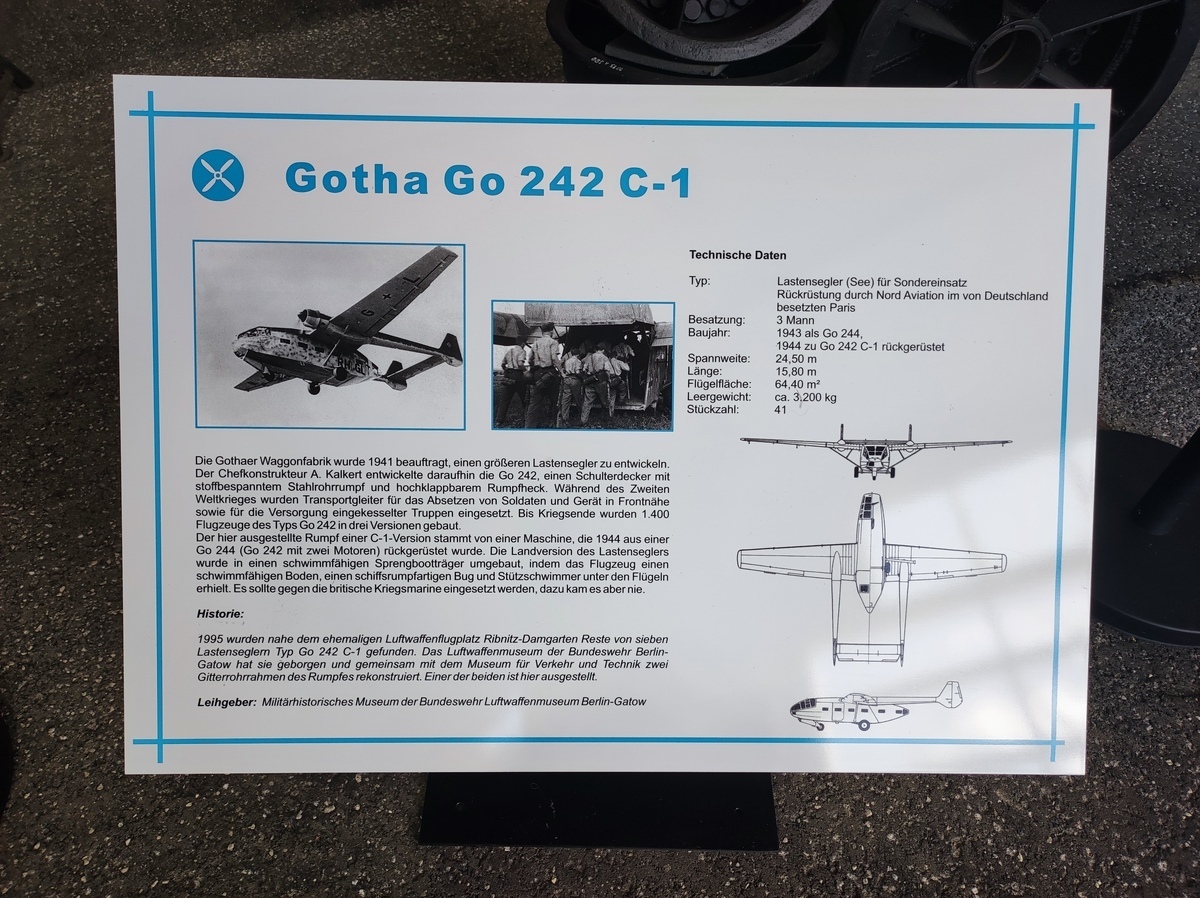 Gotha Go 242 C-1
G L
Technische Daten
Typ: Lastensegler (See) für Sondereinsatz
Rückrüstung durch Nord Aviation im von Deutschland
besetzten Paris
Besatzung: 3 Mann
Baujahr: 1943 als Go 244,
1944 zu Go 242 C-1 rückgerüstet
Spannweite: 24,50 m
Länge: 15,80 m
Flügelfläche: 64,40 m²
Leergewicht: ca. 3.200 kg
Stückzahl: 41
Die Gothaer Waggonfabrik wurde 1941 beauftragt, einen größeren Lastensegler zu entwickeln.
Der Chefkonstrukteur A. Kalkert entwickelte daraufhin die Go 242, einen Schulterdecker mit
stoffbespanntem Stahlrohrrumpf und hochklappbarem Rumpfheck. Während des Zweiten
Weltkrieges wurden Transportgleiter für das Absetzen von Soldaten und Gerät in Frontnähe
sowie für die Versorgung eingekesselter Truppen eingesetzt. Bis Kriegsende wurden 1.400
Flugzeuge des Typs Go 242 in drei Versionen gebaut.
Der hier ausgestellte Rumpf einer C-1-Version stammt von einer Maschine, die 1944 aus einer
Go 244 (Go 242 mit zwei Motoren) rückgerüstet wurde. Die Landversion des Lastenseglers
wurde in einen schwimmfähigen Sprengbootträger umgebaut, indem das Flugzeug einen
schwimmfähigen Boden, einen schiffsrumpfartigen Bug und Stützschwimmer unter den Flügeln
erhielt. Es sollte gegen die britische Kriegsmarine eingesetzt werden, dazu kam es aber nie.
Historie:
1995 wurden nahe dem ehemaligen Luftwaffenflugplatz Ribnitz-Damgarten Reste von sieben
Lastenseglern Typ Go 242 C-1 gefunden. Das Luftwaffenmuseum der Bundeswehr Berlin-
Gatow hat sie geborgen und gemeinsam mit dem Museum für Verkehr und Technik zwei
Gitterrohrrahmen des Rumpfes rekonstruiert. Einer der beiden ist hier ausgestellt.
Leihgeber: Militärhistorisches Museum der Bundeswehr Luftwaffenmuseum Berlin-Gatow